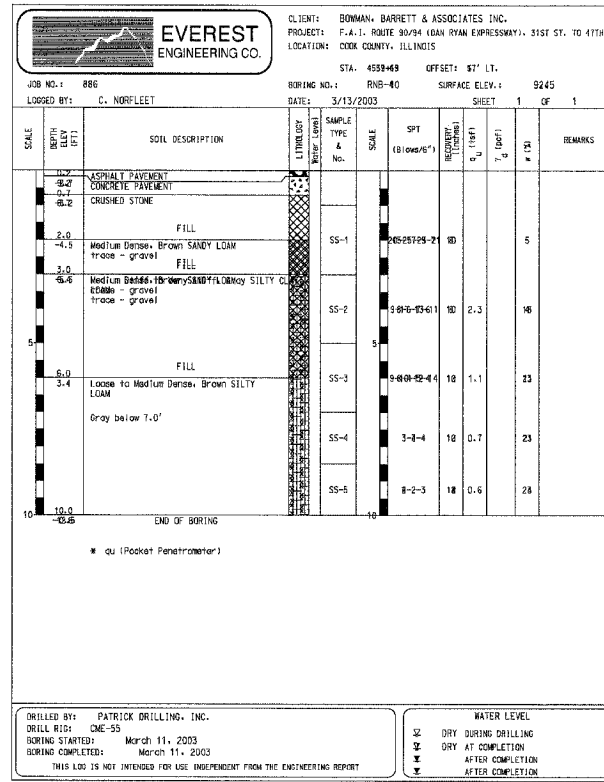 EVEREST
ENGINEERING CO.
CLIENT: BOWMAN, BARRETT & ASSOCIATES INC.
PROJECT: F.A.I. ROUTE 90/94 (DAN RYAN EXPRESSWAY), 31ST ST. TO 47TH
LOCATION: COOK COUNTY, ILLINOIS
STA. OFFSET: LT.
JOB NO.: 886 BORING NO.: RNB-40 SURFACE ELEV.:
LOGGED BY: C. NORFLEET DATE: 3/13/2003 SHEET 1 OF 1
SCALE DEPTH ELEV (FT) SOIL DESCRIPTION LITHOLOGY Water Level SAMPLE TYPE & No. SCALE SPT (Blows/6") RECOVERY (Inches) qu (tsf) γd (pcf) w (%) REMARKS
ASPHALT PAVEMENT
CONCRETE PAVEMENT
CRUSHED STONE
FILL
2.0
-4.5 Medium Dense, Brown SANDY LOAM SS-1 5
trace - gravel
FILL
3.0
trace - gravel
SS-2 2.3
5 5
FILL
6.0
3.4 Loose to Medium Dense, Brown SILTY SS-3 1.1 23
LOAM
Gray below 7.0'
SS-4 0.7 23
SS-5 0.6
10 10.0 10
END OF BORING
* qu (Pocket Penetrometer)
DRILLED BY: PATRICK DRILLING, INC.
DRILL RIG: CME-55
BORING STARTED: March 11, 2003
BORING COMPLETED: March 11, 2003
THIS LOG IS NOT INTENDED FOR USE INDEPENDENT FROM THE ENGINEERING REPORT
WATER LEVEL
DRY DURING DRILLING
DRY AT COMPLETION
AFTER COMPLETION
AFTER COMPLETION